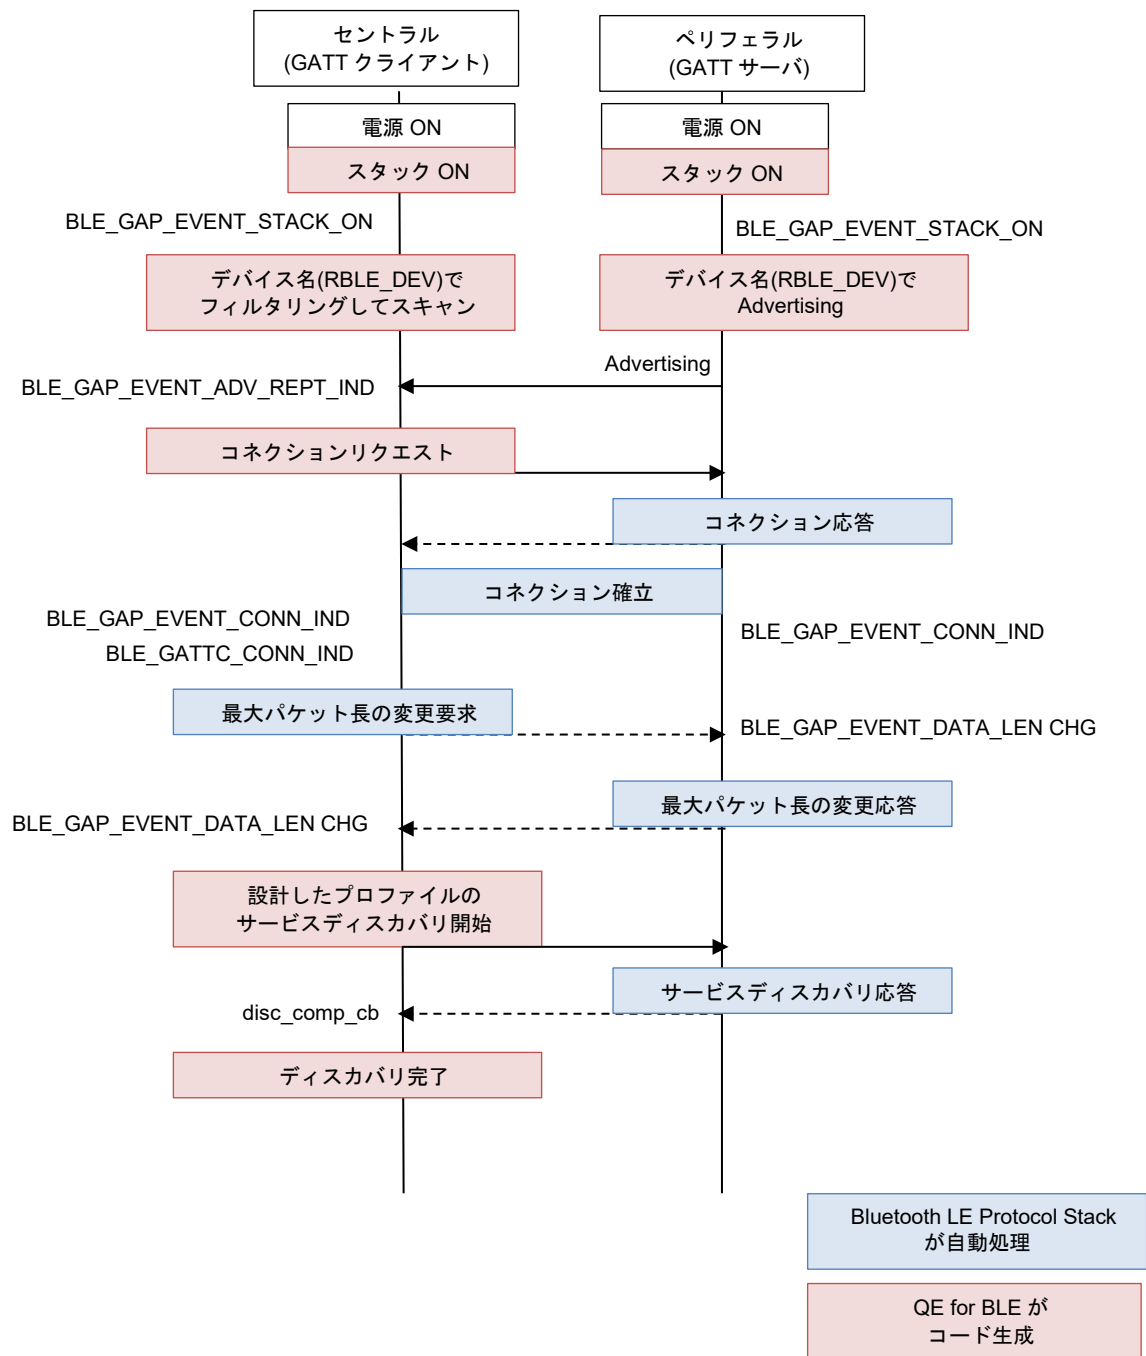 セントラル
(GATT クライアント)
ペリフェラル
(GATT サーバ)
電源 ON
電源 ON
スタック ON
スタック ON
BLE_GAP_EVENT_STACK_ON
BLE_GAP_EVENT_STACK_ON
デバイス名(RBLE_DEV)で
フィルタリングしてスキャン
デバイス名(RBLE_DEV)で
Advertising
Advertising
BLE_GAP_EVENT_ADV_REPT_IND
コネクションリクエスト
コネクション応答
コネクション確立
BLE_GAP_EVENT_CONN_IND
BLE_GATTC_CONN_IND
BLE_GAP_EVENT_CONN_IND
最大パケット長の変更要求
BLE_GAP_EVENT_DATA_LEN CHG
最大パケット長の変更応答
BLE_GAP_EVENT_DATA_LEN CHG
設計したプロファイルの
サービスディスカバリ開始
サービスディスカバリ応答
disc_comp_cb
ディスカバリ完了
Bluetooth LE Protocol Stack
が自動処理
QE for BLE が
コード生成